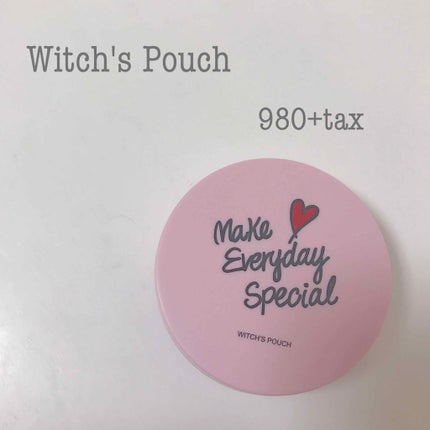 Witch's Pouch
980+tax
Make
Everyday
Special
WITCH'S POUCH